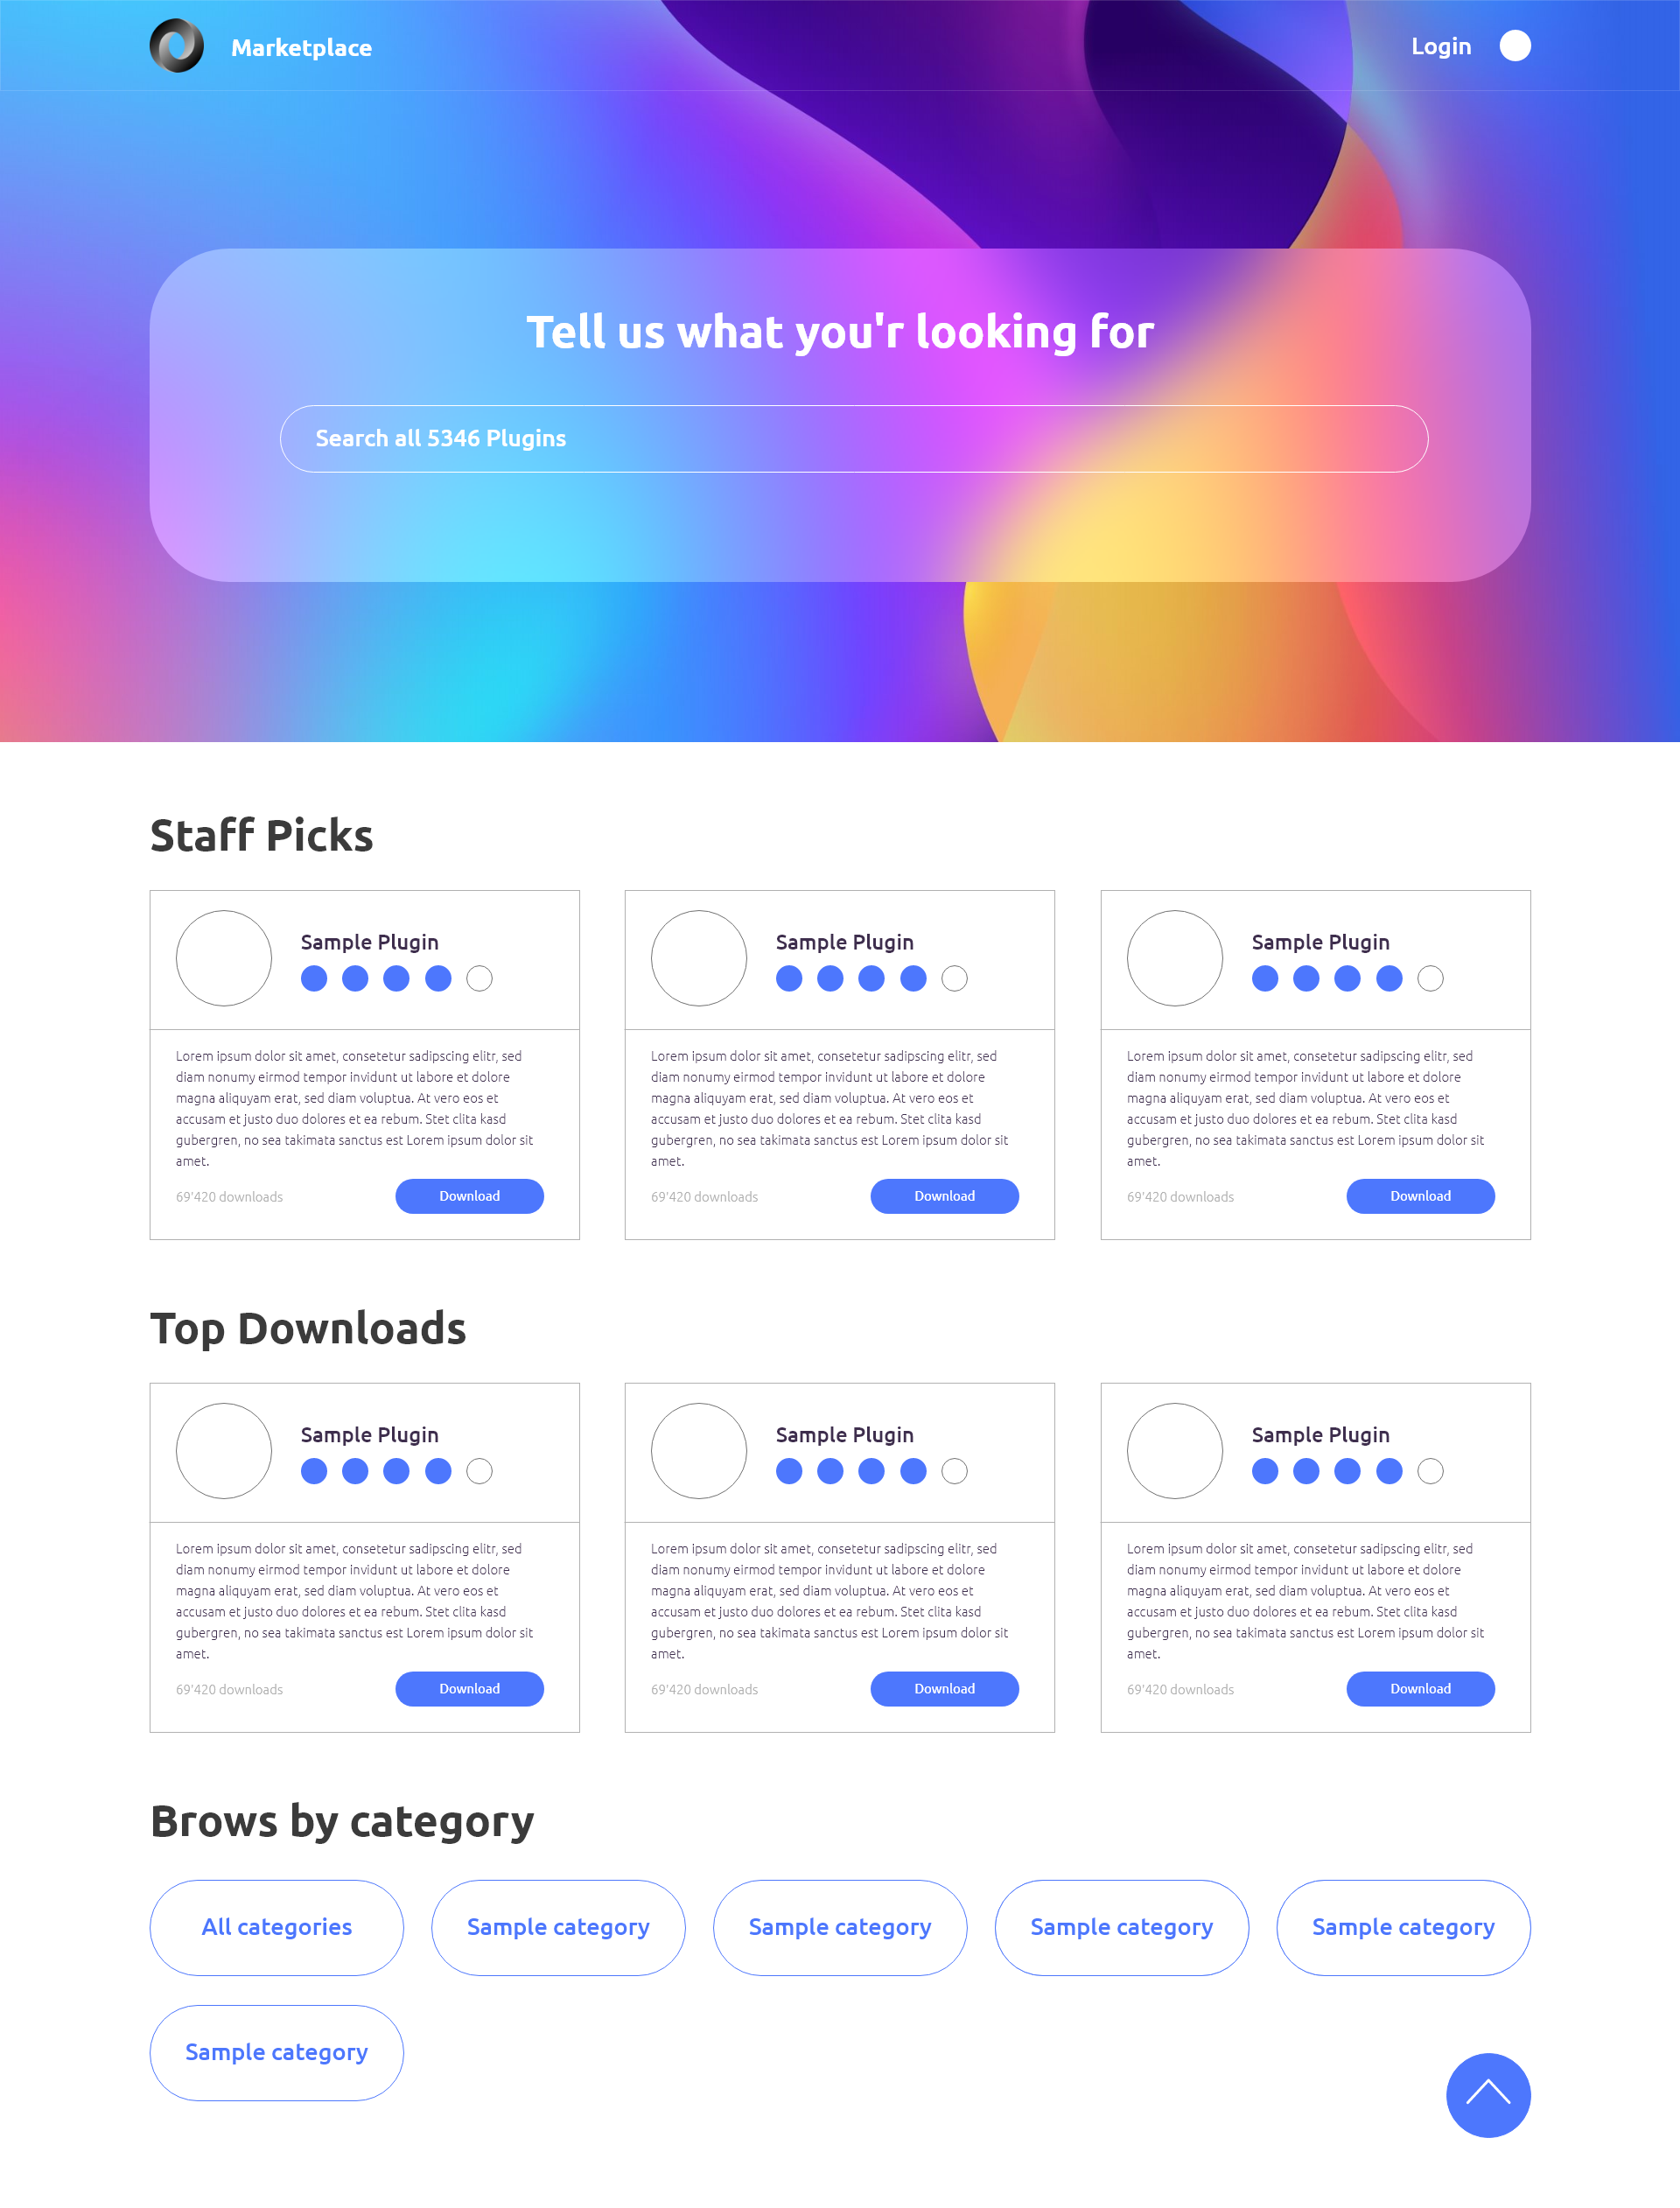 Marketplace
Login
Tell us what you'r looking for
Search all 5346 Plugins
Staff Picks
Sample Plugin
Lorem ipsum dolor sit amet, consetetur sadipscing elitr, sed
diam nonumy eirmod tempor invidunt ut labore et dolore
magna aliquyam erat, sed diam voluptua. At vero eos et
accusam et justo duo dolores et ea rebum. Stet clita kasd
gubergren, no sea takimata sanctus est Lorem ipsum dolor sit
amet.
69'420 downloads
Download
Sample Plugin
Lorem ipsum dolor sit amet, consetetur sadipscing elitr, sed
diam nonumy eirmod tempor invidunt ut labore et dolore
magna aliquyam erat, sed diam voluptua. At vero eos et
accusam et justo duo dolores et ea rebum. Stet clita kasd
gubergren, no sea takimata sanctus est Lorem ipsum dolor sit
amet.
69'420 downloads
Download
Sample Plugin
Lorem ipsum dolor sit amet, consetetur sadipscing elitr, sed
diam nonumy eirmod tempor invidunt ut labore et dolore
magna aliquyam erat, sed diam voluptua. At vero eos et
accusam et justo duo dolores et ea rebum. Stet clita kasd
gubergren, no sea takimata sanctus est Lorem ipsum dolor sit
amet.
69'420 downloads
Download
Top Downloads
Sample Plugin
Lorem ipsum dolor sit amet, consetetur sadipscing elitr, sed
diam nonumy eirmod tempor invidunt ut labore et dolore
magna aliquyam erat, sed diam voluptua. At vero eos et
accusam et justo duo dolores et ea rebum. Stet clita kasd
gubergren, no sea takimata sanctus est Lorem ipsum dolor sit
amet.
69'420 downloads
Download
Sample Plugin
Lorem ipsum dolor sit amet, consetetur sadipscing elitr, sed
diam nonumy eirmod tempor invidunt ut labore et dolore
magna aliquyam erat, sed diam voluptua. At vero eos et
accusam et justo duo dolores et ea rebum. Stet clita kasd
gubergren, no sea takimata sanctus est Lorem ipsum dolor sit
amet.
69'420 downloads
Download
Sample Plugin
Lorem ipsum dolor sit amet, consetetur sadipscing elitr, sed
diam nonumy eirmod tempor invidunt ut labore et dolore
magna aliquyam erat, sed diam voluptua. At vero eos et
accusam et justo duo dolores et ea rebum. Stet clita kasd
gubergren, no sea takimata sanctus est Lorem ipsum dolor sit
amet.
69'420 downloads
Download
Brows by category
All categories
Sample category
Sample category
Sample category
Sample category
Sample category